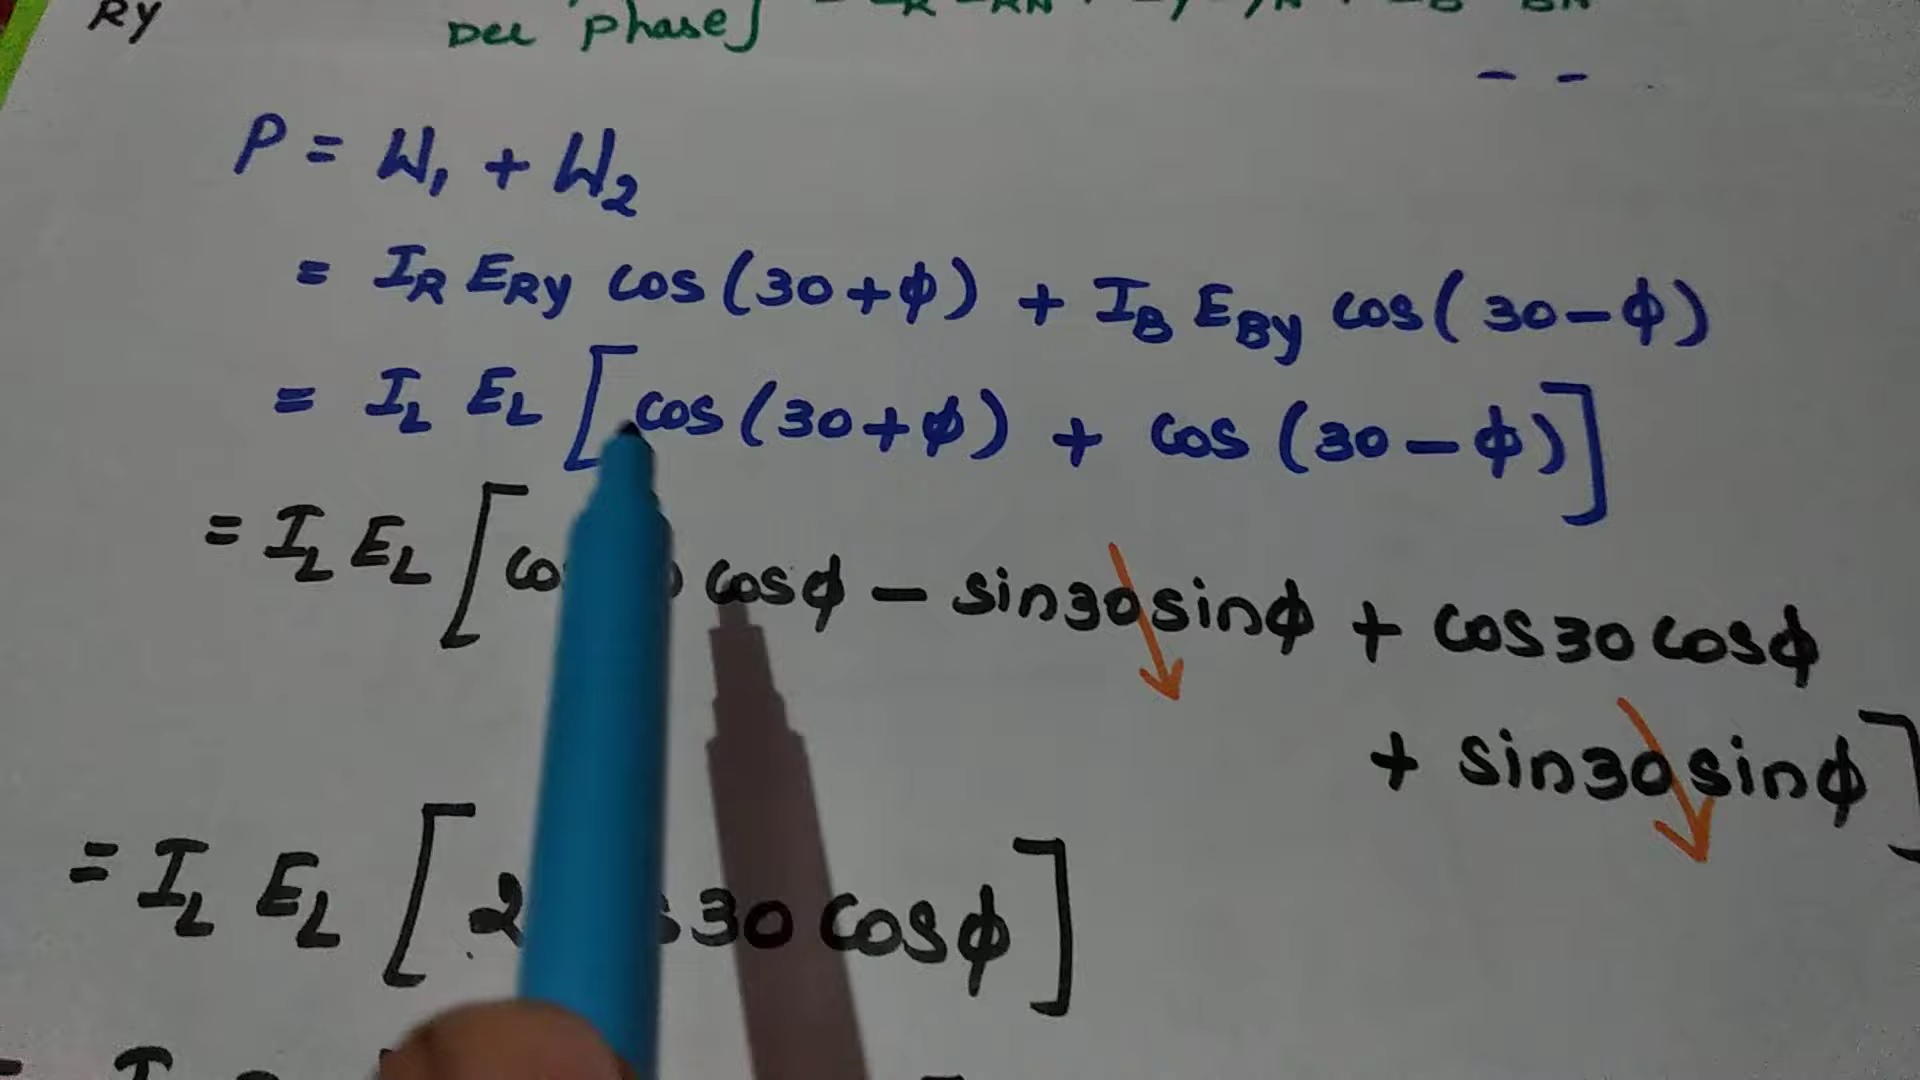 Ry
phase]
P = W₁ + W₂
= I_R E_Ry cos(30+ϕ) + I_B E_By cos(30−ϕ)
= I_L E_L [cos(30+ϕ) + cos(30−ϕ)]
= I_L E_L [ cosϕ − sin30 sinϕ + cos30 cosϕ
+ sin30 sinϕ]
= I_L E_L [2 30 cosϕ]